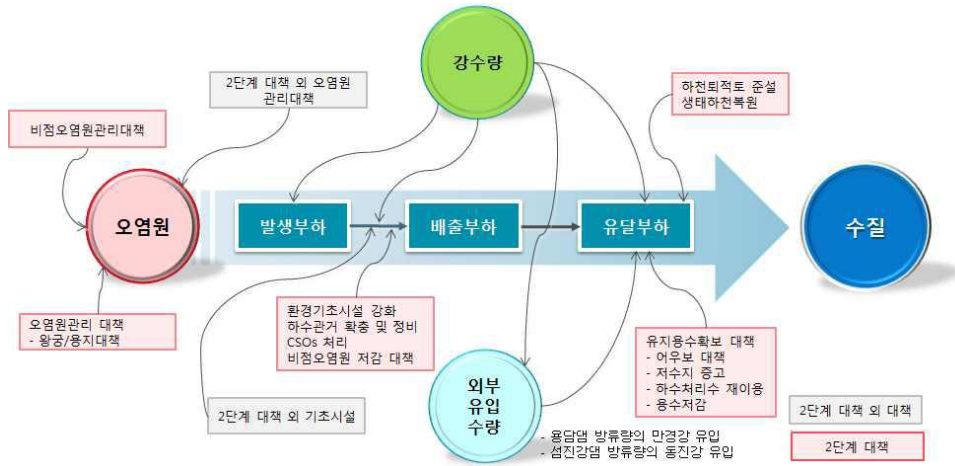 강수량
2단계 대책 외 오염원
관리대책
하천퇴적토 준설
생태하천복원
비점오염원관리대책
오염원
발생부하
배출부하
유달부하
수질
오염원관리 대책
- 왕궁/용지대책
환경기초시설 강화
하수관거 확충 및 정비
CSOs 처리
비점오염원 저감 대책
유지용수확보 대책
- 어우보 대책
- 저수지 증고
- 하수처리수 재이용
- 용수저감
2단계 대책 외 기초시설
외부
유입
수량
- 용담댐 방류량의 만경강 유입
- 섬진강댐 방류량의 동진강 유입
2단계 대책 외 대책
2단계 대책